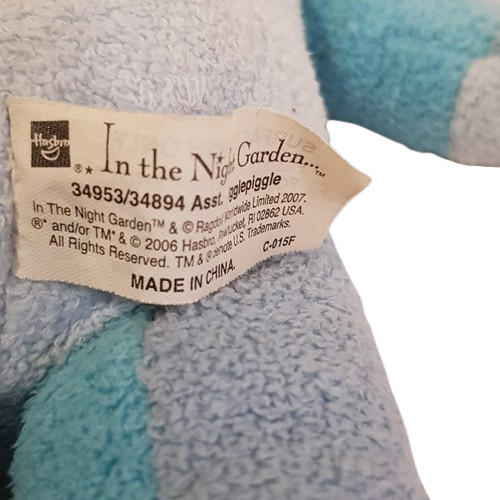 Hasbro
®* In the Night Garden...™
34953/34894 Asst. Igglepiggle
In The Night Garden™ & © Ragdoll Worldwide Limited 2007.
®* and/or TM* & © 2006 Hasbro, Pawtucket, RI 02862 USA.
All Rights Reserved. TM & ® denote U.S. Trademarks.
C-015F
MADE IN CHINA.